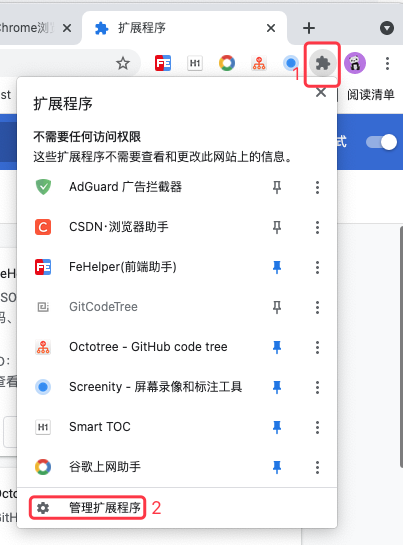 Chrome浏
扩展程序
FE
H1
1
st
阅读清单
扩展程序
式
不需要任何访问权限
这些扩展程序不需要查看和更改此网站上的信息。
AdGuard 广告拦截器
C CSDN·浏览器助手
FE FeHelper(前端助手)
GitCodeTree
Octotree - GitHub code tree
Screenity - 屏幕录像和标注工具
H1 Smart TOC
谷歌上网助手
管理扩展程序 2
eHe
SO
码、
O:
查看
Octo
GitH